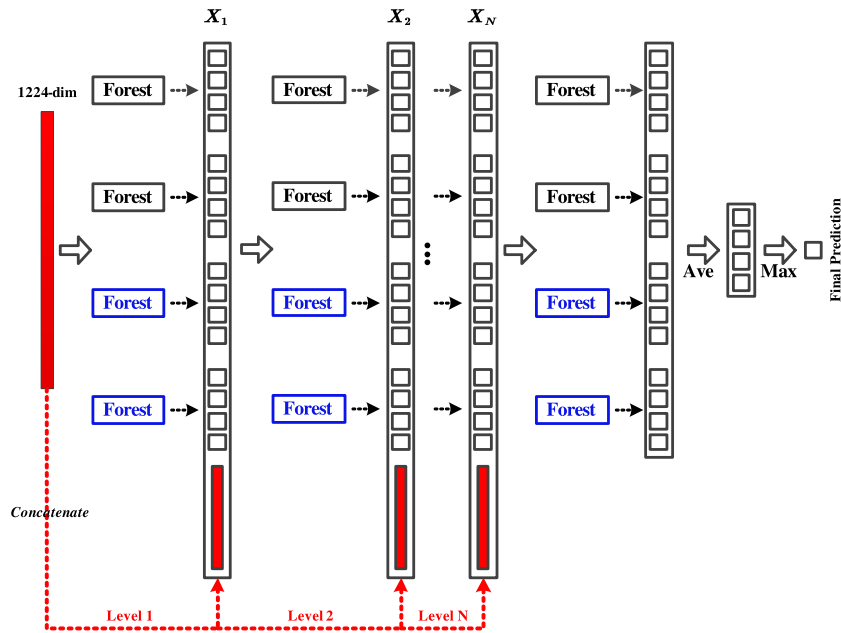 X1
X2
XN
1224-dim
Forest
Forest
Forest
Forest
Forest
Forest
Forest
Forest
Forest
Forest
Forest
Forest
Ave
Max
Final Prediction
Concatenate
Level 1
Level 2
Level N